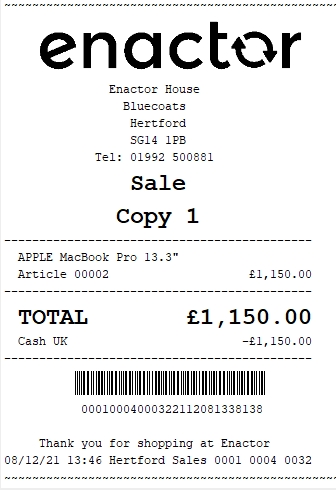 enactor
Enactor House
Bluecoats
Hertford
SG14 1PB
Tel: 01992 500881
Sale
Copy 1
APPLE MacBook Pro 13.3"
Article 00002 £1,150.00
TOTAL £1,150.00
Cash UK -£1,150.00
0001000400032211208133​8138
Thank you for shopping at Enactor
08/12/21 13:46 Hertford Sales 0001 0004 0032